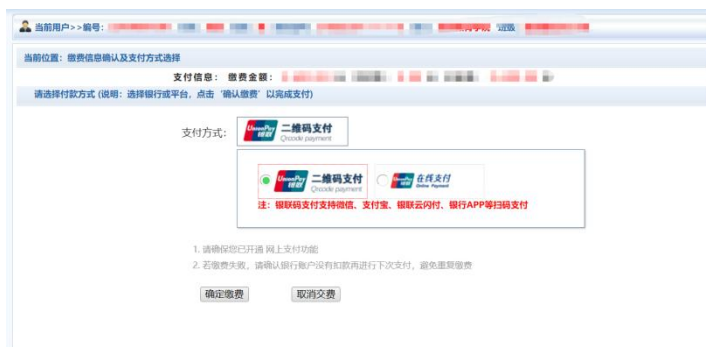 当前用户>>编号:
当前位置：缴费信息确认及支付方式选择
支付信息： 缴费金额：
请选择付款方式 (说明：选择银行或平台，点击‘确认缴费’以完成支付)
支付方式: UnionPay 银联 二维码支付
Qrcode payment
UnionPay 银联 二维码支付 UnionPay 银联 在线支付
Qrcode payment Online Payment
注：银联码支付支持微信、支付宝、银联云闪付、银行APP等扫码支付
1. 请确保您已开通 网上支付功能
2. 若缴费失败，请确认银行账户没有扣款再进行下次支付，避免重复缴费
确定缴费 取消交费